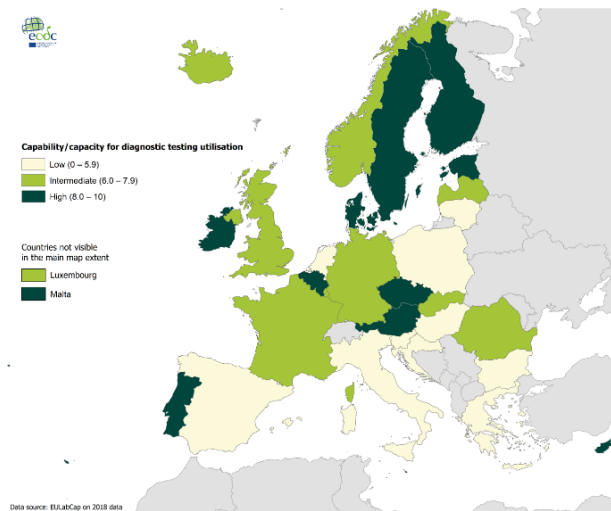 ecdc
Capability/capacity for diagnostic testing utilisation
Low (0 – 5.9)
Intermediate (6.0 – 7.9)
High (8.0 – 10)
Countries not visible
in the main map extent
Luxembourg
Malta
Data source: EULabCap on 2018 data